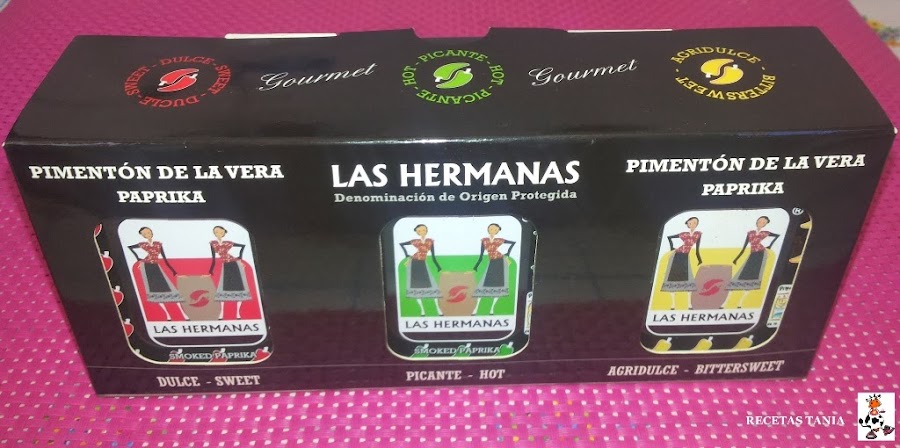 SWEET - DULCE - SWEET - DUCLE -
Gourmet
HOT - PICANTE - HOT - PICANTE -
Gourmet
AGRIDULCE - BITTERSWEET -
PIMENTÓN DE LA VERA
PAPRIKA
LAS HERMANAS
Denominación de Origen Protegida
PIMENTÓN DE LA VERA
PAPRIKA
LAS HERMANAS
SMOKED PAPRIKA
LAS HERMANAS
SMOKED PAPRIKA
®
LAS HERMANAS
DULCE - SWEET
PICANTE - HOT
AGRIDULCE - BITTERSWEET
RECETAS TANIA